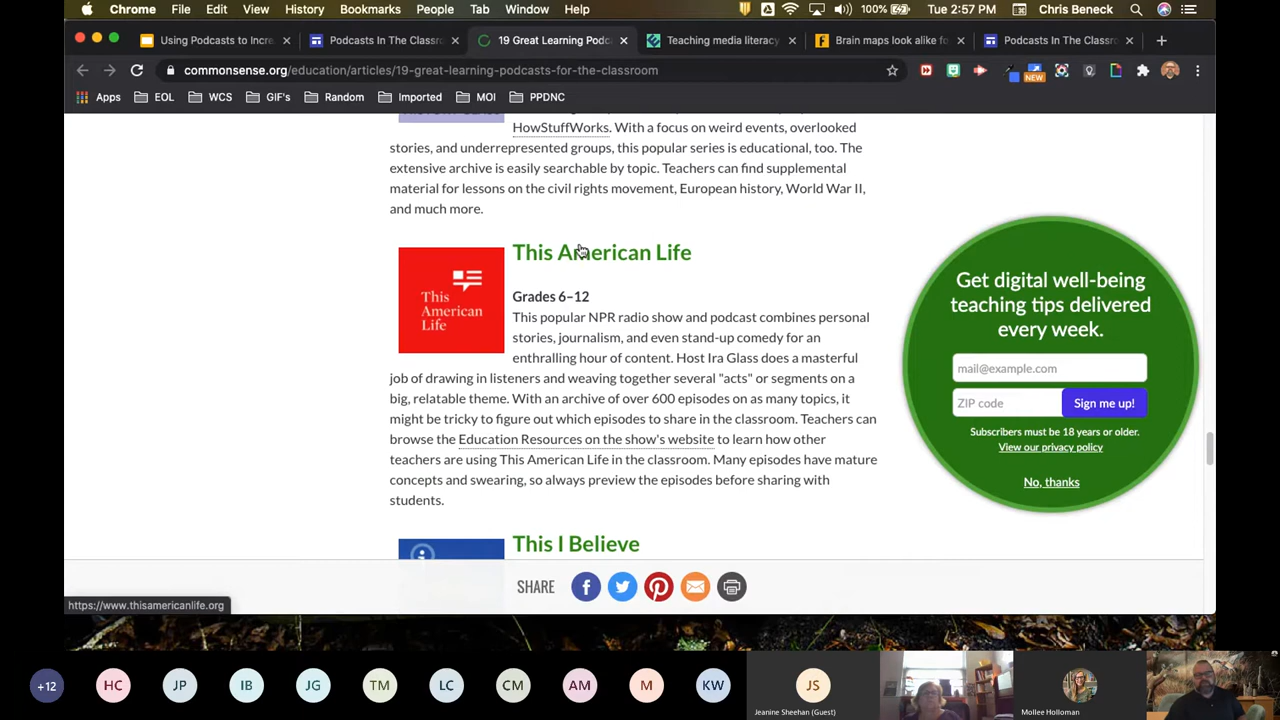 Chrome File Edit View History Bookmarks People Tab Window Help 100% Tue 2:57 PM Chris Beneck
Using Podcasts to Incre Podcasts In The Classro 19 Great Learning Podc Teaching media literacy Brain maps look alike fo Podcasts In The Classro
commonsense.org/education/articles/19-great-learning-podcasts-for-the-classroom
NEW
Apps EOL WCS GIF's Random Imported MOI PPDNC
HowStuffWorks. With a focus on weird events, overlooked
stories, and underrepresented groups, this popular series is educational, too. The
extensive archive is easily searchable by topic. Teachers can find supplemental
material for lessons on the civil rights movement, European history, World War II,
and much more.
This American Life
This
American
Life
Grades 6–12
This popular NPR radio show and podcast combines personal
stories, journalism, and even stand-up comedy for an
enthralling hour of content. Host Ira Glass does a masterful
job of drawing in listeners and weaving together several "acts" or segments on a
big, relatable theme. With an archive of over 600 episodes on as many topics, it
might be tricky to figure out which episodes to share in the classroom. Teachers can
browse the Education Resources on the show's website to learn how other
teachers are using This American Life in the classroom. Many episodes have mature
concepts and swearing, so always preview the episodes before sharing with
students.
This I Believe
Get digital well-being
teaching tips delivered
every week.
mail@example.com
ZIP code Sign me up!
Subscribers must be 18 years or older.
View our privacy policy
No, thanks
SHARE
https://www.thisamericanlife.org
+12 HC JP IB JG TM LC CM AM M KW JS
Jeanine Sheehan (Guest) Mollee Holloman